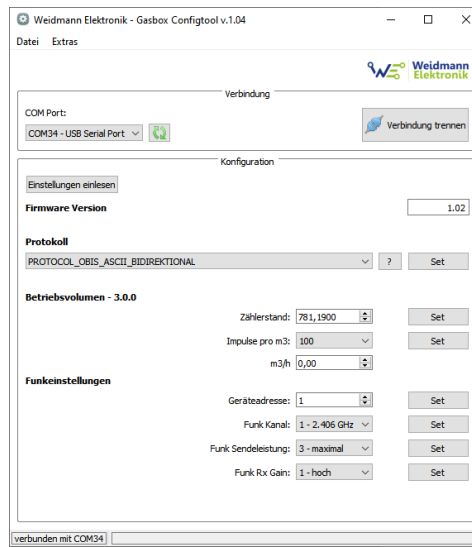 Weidmann Elektronik - Gasbox Configtool v.1.04
Datei Extras
WE Weidmann
Elektronik
Verbindung
COM Port:
COM34 - USB Serial Port
Verbindung trennen
Konfiguration
Einstellungen einlesen
Firmware Version 1.02
Protokoll
PROTOCOL_OBIS_ASCII_BIDIREKTIONAL ? Set
Betriebsvolumen - 3.0.0
Zählerstand: 781,1900 Set
Impulse pro m3: 100 Set
m3/h 0,00
Funkeinstellungen
Geräteadresse: 1 Set
Funk Kanal: 1 - 2.406 GHz Set
Funk Sendeleistung: 3 - maximal Set
Funk Rx Gain: 1 - hoch Set
verbunden mit COM34